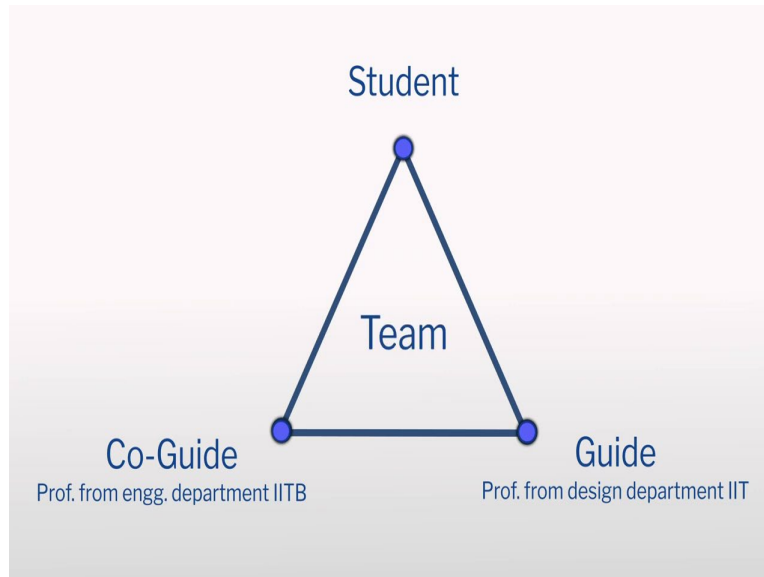 Student
Team
Co-Guide
Prof. from engg. department IITB
Guide
Prof. from design department IIT